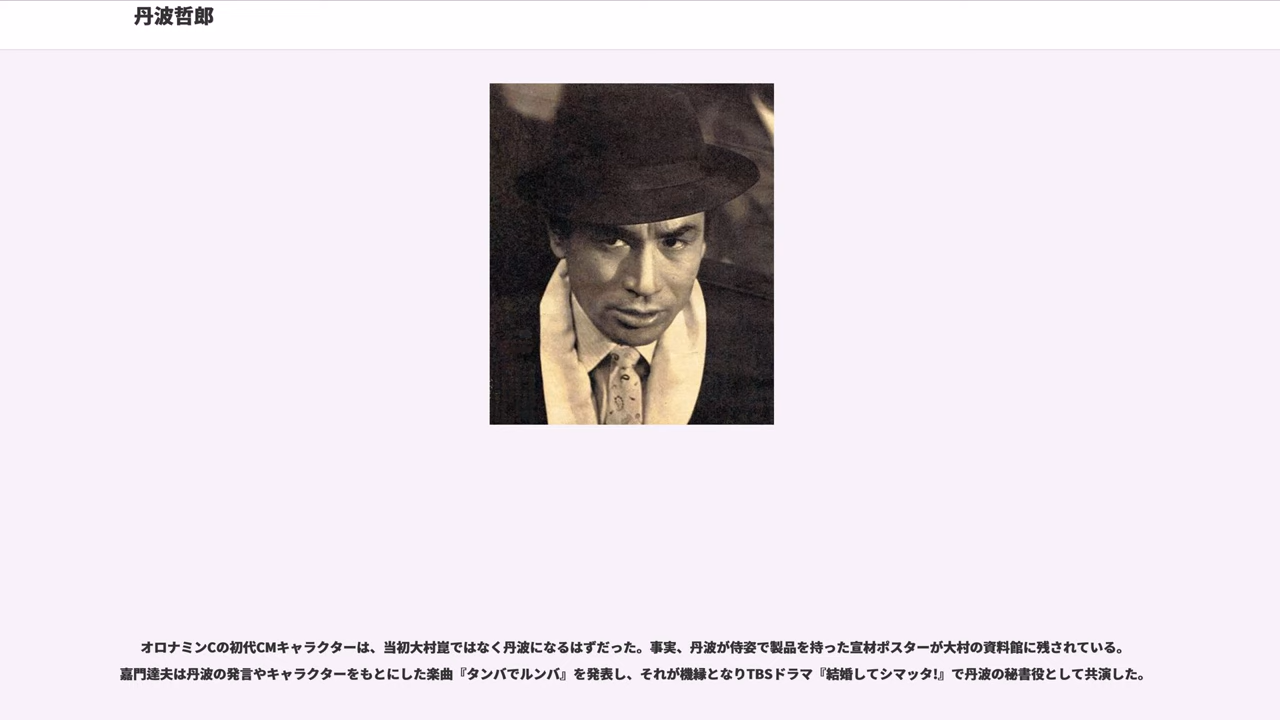 丹波哲郎
オロナミンCの初代CMキャラクターは、当初大村崑ではなく丹波になるはずだった。事実、丹波が侍姿で製品を持った宣材ポスターが大村の資料館に残されている。
嘉門達夫は丹波の発言やキャラクターをもとにした楽曲『タンバでルンバ』を発表し、それが機縁となりTBSドラマ『結婚してシマッタ!』で丹波の秘書役として共演した。